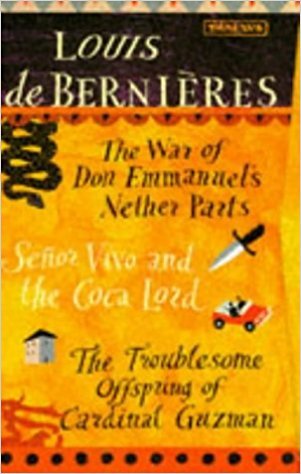 LOUIS
de BERNIÈRES
The War of
Don Emmanuel's
Nether Parts
Señor Vivo and
the Coca Lord
The Troublesome
Offspring of
Cardinal Guzman